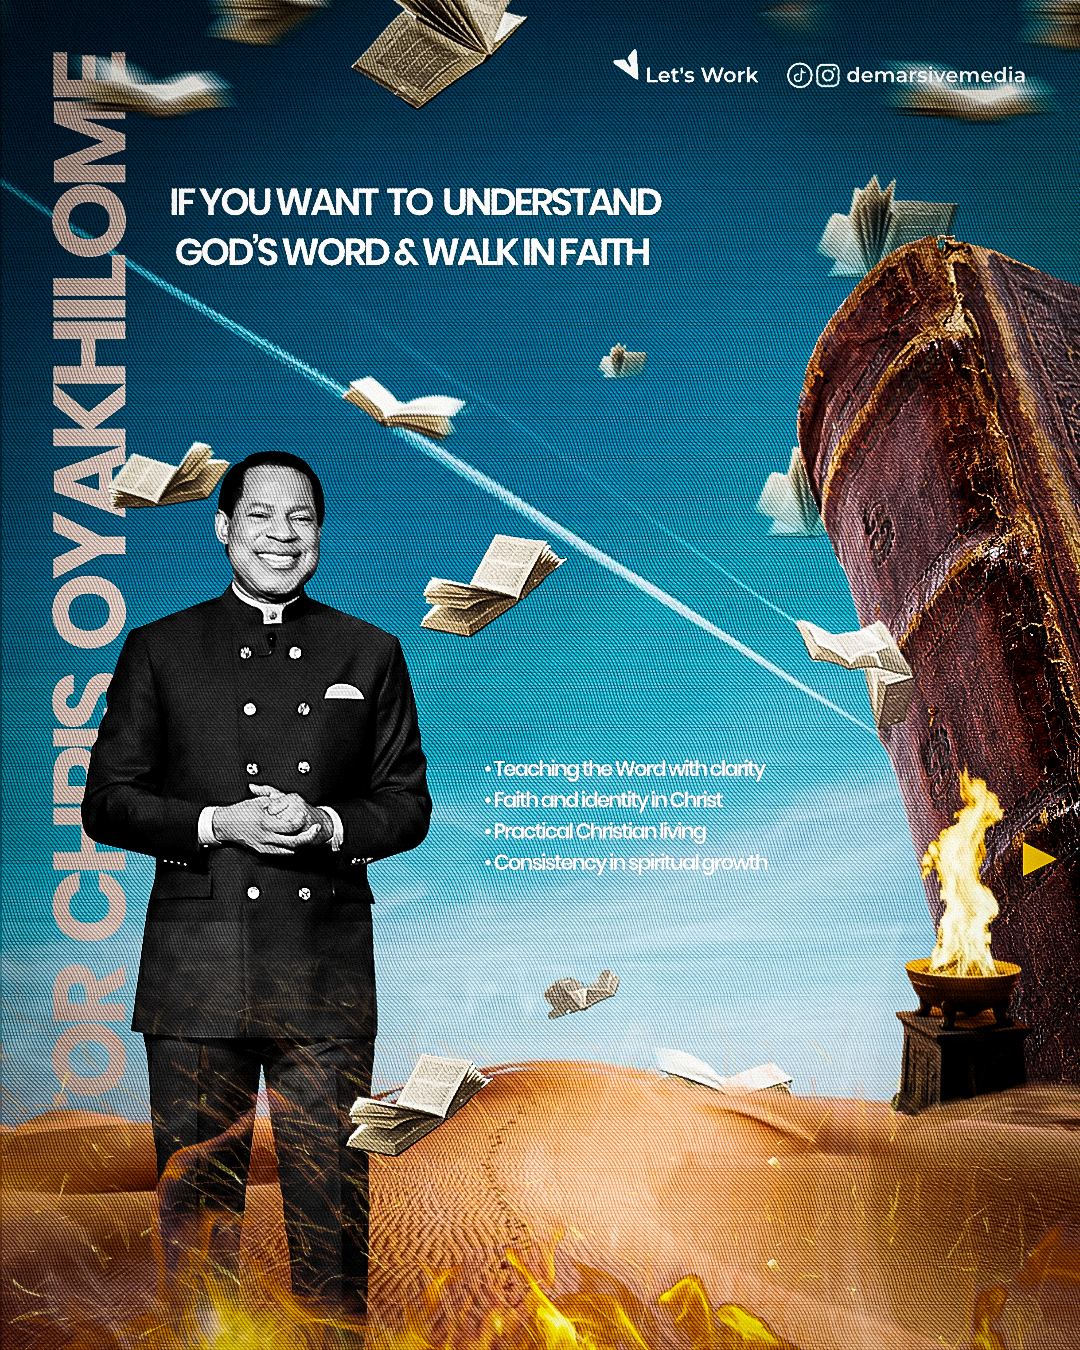 Let's Work
demarsivemedia
IF YOU WANT TO UNDERSTAND
GOD'S WORD & WALK IN FAITH
• Teaching the Word with clarity
• Faith and identity in Christ
• Practical Christian living
• Consistency in spiritual growth
OR CHRIS OYAKHILOME